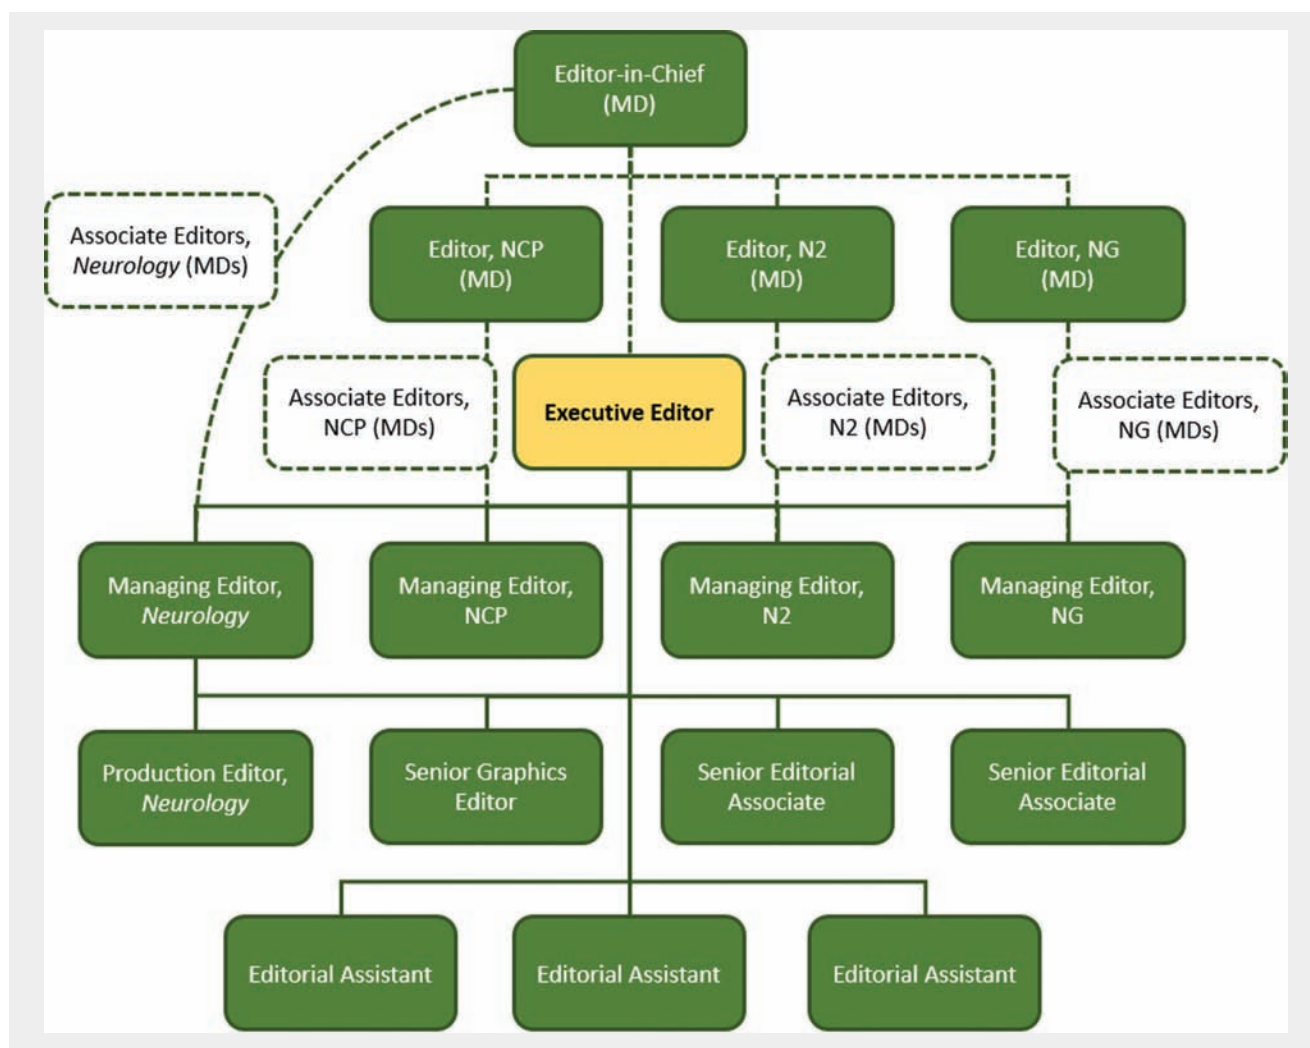 Editor-in-Chief
(MD)
Associate Editors,
Neurology (MDs)
Editor, NCP
(MD)
Editor, N2
(MD)
Editor, NG
(MD)
Associate Editors,
NCP (MDs)
Executive Editor
Associate Editors,
N2 (MDs)
Associate Editors,
NG (MDs)
Managing Editor,
Neurology
Managing Editor,
NCP
Managing Editor,
N2
Managing Editor,
NG
Production Editor,
Neurology
Senior Graphics
Editor
Senior Editorial
Associate
Senior Editorial
Associate
Editorial Assistant
Editorial Assistant
Editorial Assistant